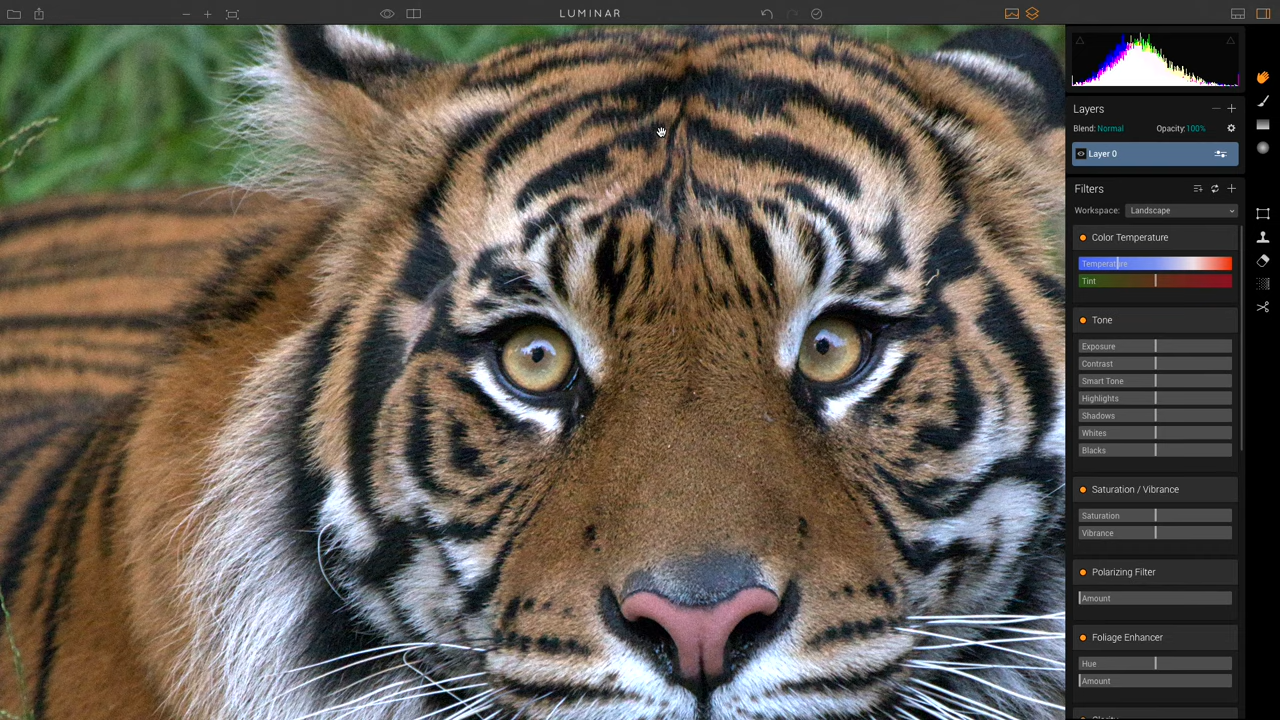 LUMINAR
Layers
Blend: Normal Opacity: 100%
Layer 0
Filters
Workspace: Landscape
Color Temperature
Temperature
Tint
Tone
Exposure
Contrast
Smart Tone
Highlights
Shadows
Whites
Blacks
Saturation / Vibrance
Saturation
Vibrance
Polarizing Filter
Amount
Foliage Enhancer
Hue
Amount